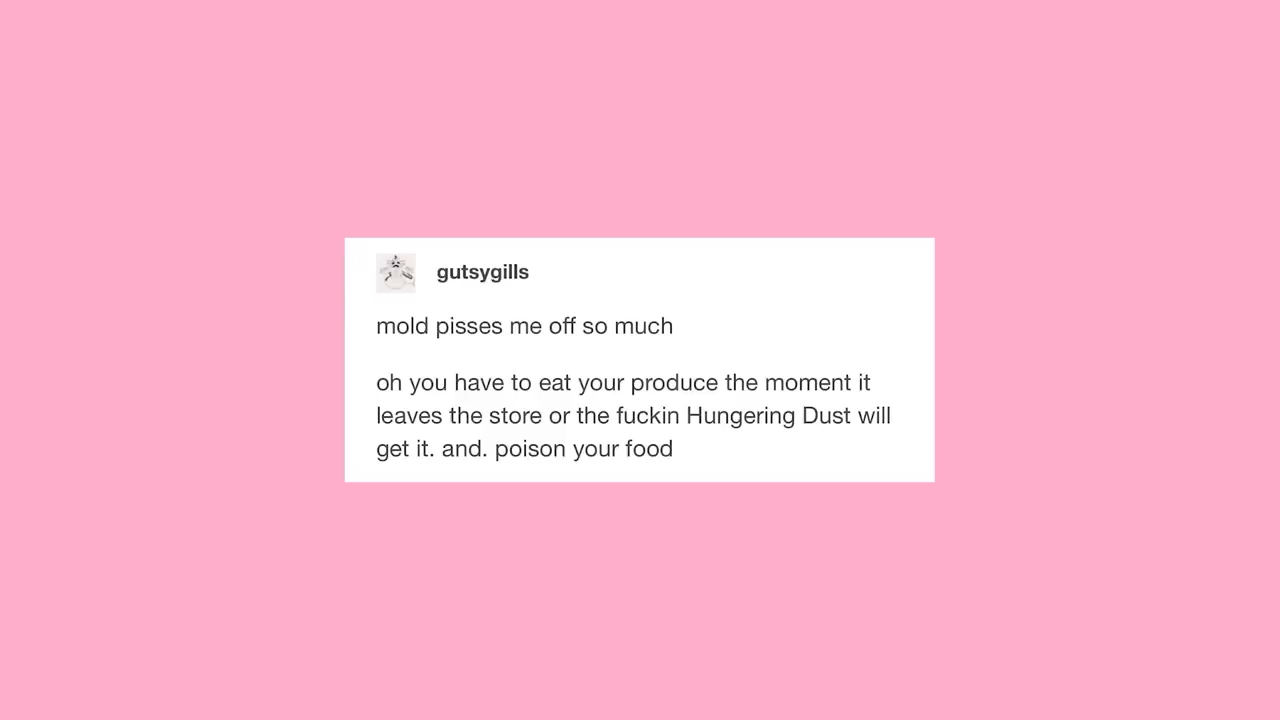 gutsygills
mold pisses me off so much
oh you have to eat your produce the moment it
leaves the store or the fuckin Hungering Dust will
get it. and. poison your food